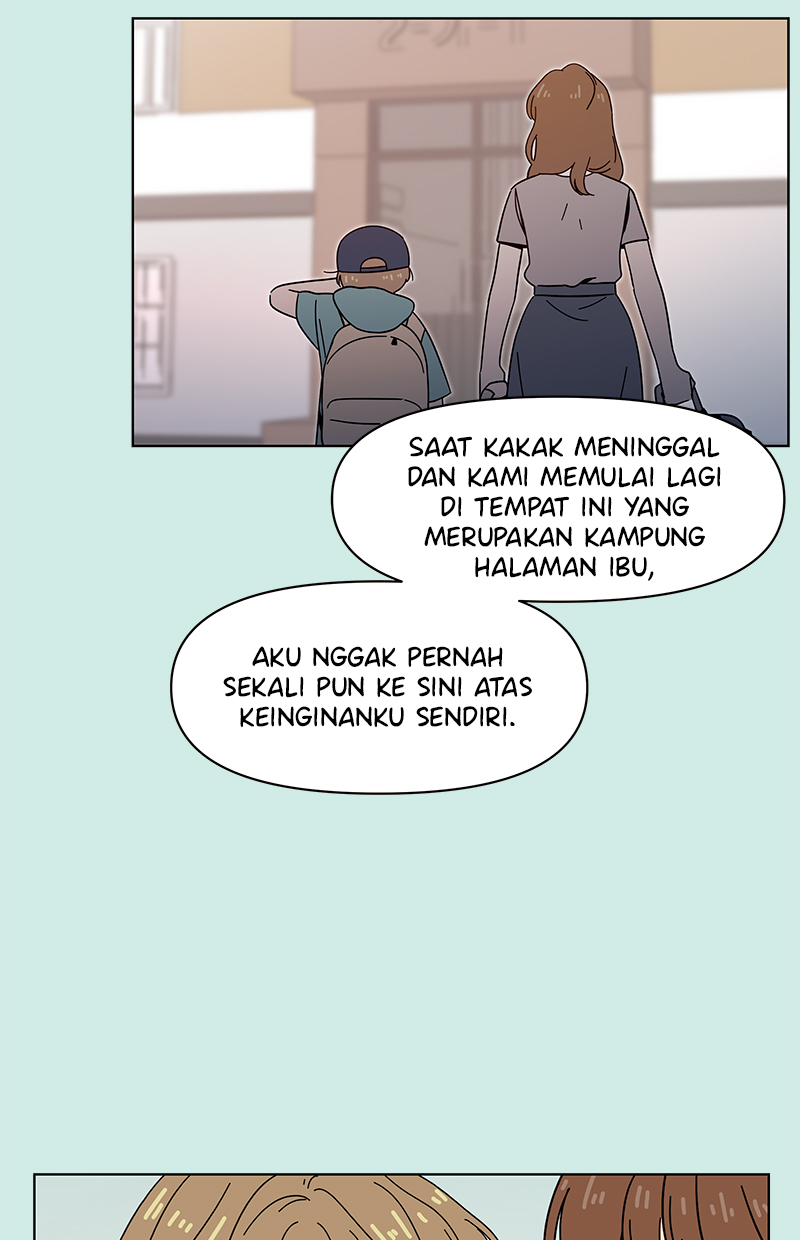 SAAT KAKAK MENINGGAL
DAN KAMI MEMULAI LAGI
DI TEMPAT INI YANG
MERUPAKAN KAMPUNG
HALAMAN IBU,
AKU NGGAK PERNAH
SEKALI PUN KE SINI ATAS
KEINGINANKU SENDIRI.